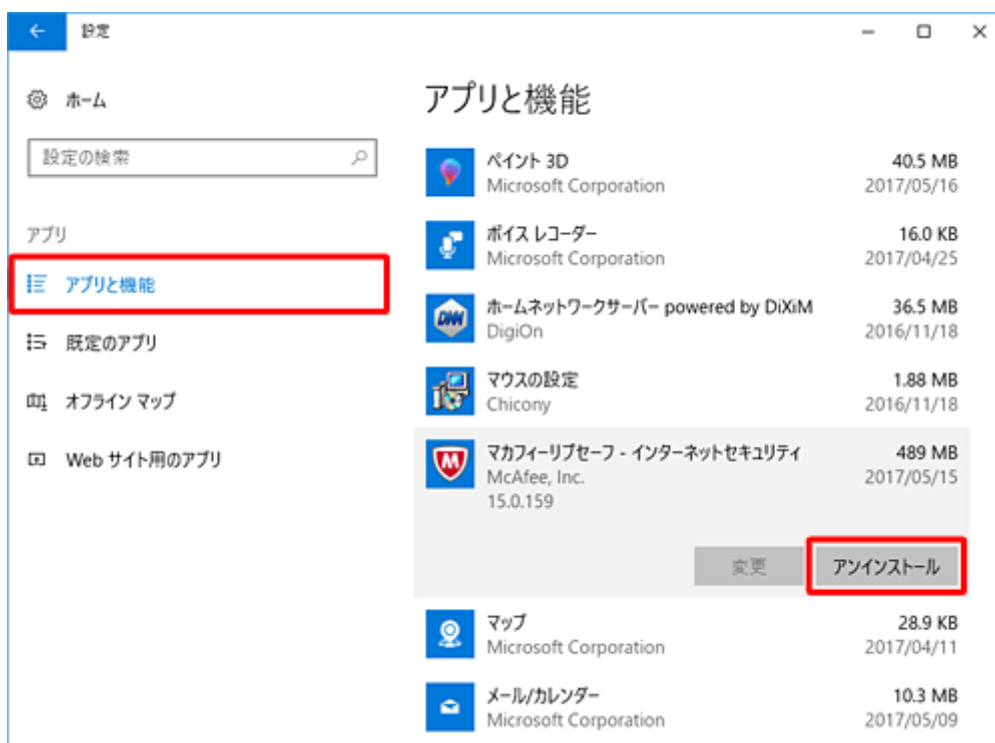 設定
ホーム
設定の検索
アプリ
アプリと機能
既定のアプリ
オフライン マップ
Web サイト用のアプリ
アプリと機能
ペイント 3D 40.5 MB
Microsoft Corporation 2017/05/16
ボイス レコーダー 16.0 KB
Microsoft Corporation 2017/04/25
ホームネットワークサーバー powered by DiXiM 36.5 MB
DigiOn 2016/11/18
マウスの設定 1.88 MB
Chicony 2016/11/18
マカフィーリブセーフ - インターネットセキュリティ 489 MB
McAfee, Inc. 2017/05/15
15.0.159
変更 アンインストール
マップ 28.9 KB
Microsoft Corporation 2017/04/11
メール/カレンダー 10.3 MB
Microsoft Corporation 2017/05/09